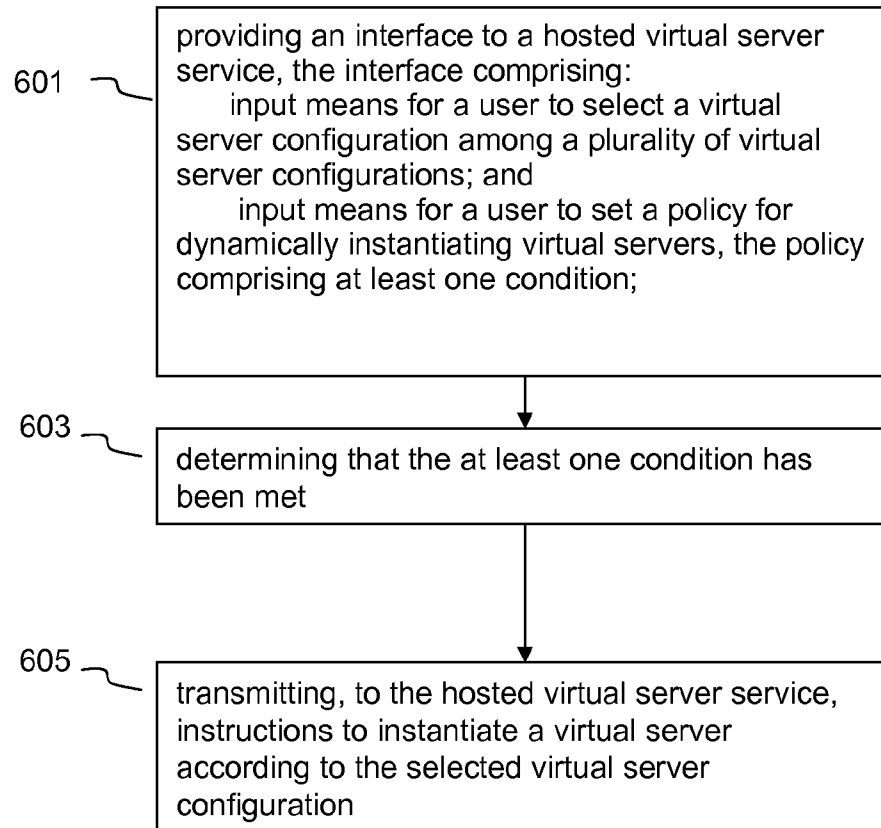 601
providing an interface to a hosted virtual server
service, the interface comprising:
input means for a user to select a virtual
server configuration among a plurality of virtual
server configurations; and
input means for a user to set a policy for
dynamically instantiating virtual servers, the policy
comprising at least one condition;
603
determining that the at least one condition has
been met
605
transmitting, to the hosted virtual server service,
instructions to instantiate a virtual server
according to the selected virtual server
configuration